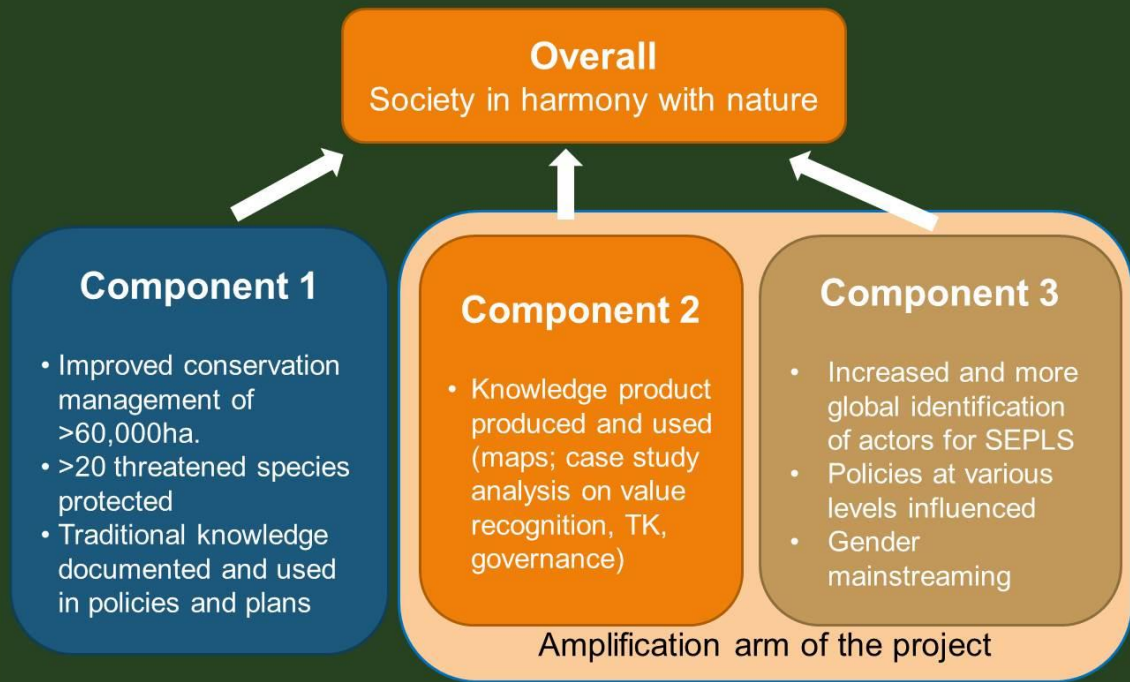 Overall
Society in harmony with nature
Component 1
• Improved conservation
management of
>60,000ha.
• >20 threatened species
protected
• Traditional knowledge
documented and used
in policies and plans
Component 2
• Knowledge product
produced and used
(maps; case study
analysis on value
recognition, TK,
governance)
Component 3
• Increased and more
global identification
of actors for SEPLS
• Policies at various
levels influenced
• Gender
mainstreaming
Amplification arm of the project